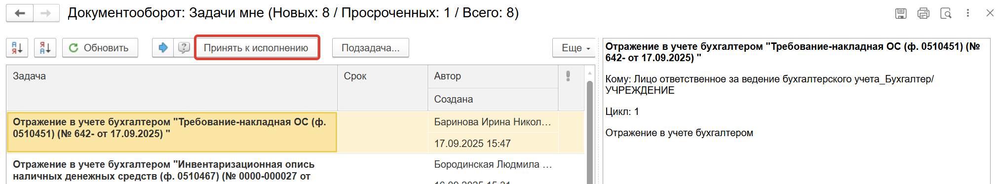 Документооборот: Задачи мне (Новых: 8 / Просроченных: 1 / Всего: 8)
А Я
Я А
Обновить
?
Принять к исполнению
Подзадача...
Еще
Задача
Срок
Автор
Создана
Отражение в учете бухгалтером "Требование-накладная ОС (ф.
0510451) (№ 642- от 17.09.2025) "
Баринова Ирина Никол…
17.09.2025 15:47
Отражение в учете бухгалтером "Инвентаризационная опись
наличных денежных средств (ф. 0510467) (№ 0000-000027 от
Бородинская Людмила …
Отражение в учете бухгалтером "Требование-накладная ОС (ф. 0510451) (№
642- от 17.09.2025) "
Кому: Лицо ответственное за ведение бухгалтерского учета_Бухгалтер/
УЧРЕЖДЕНИЕ
Цикл: 1
Отражение в учете бухгалтером